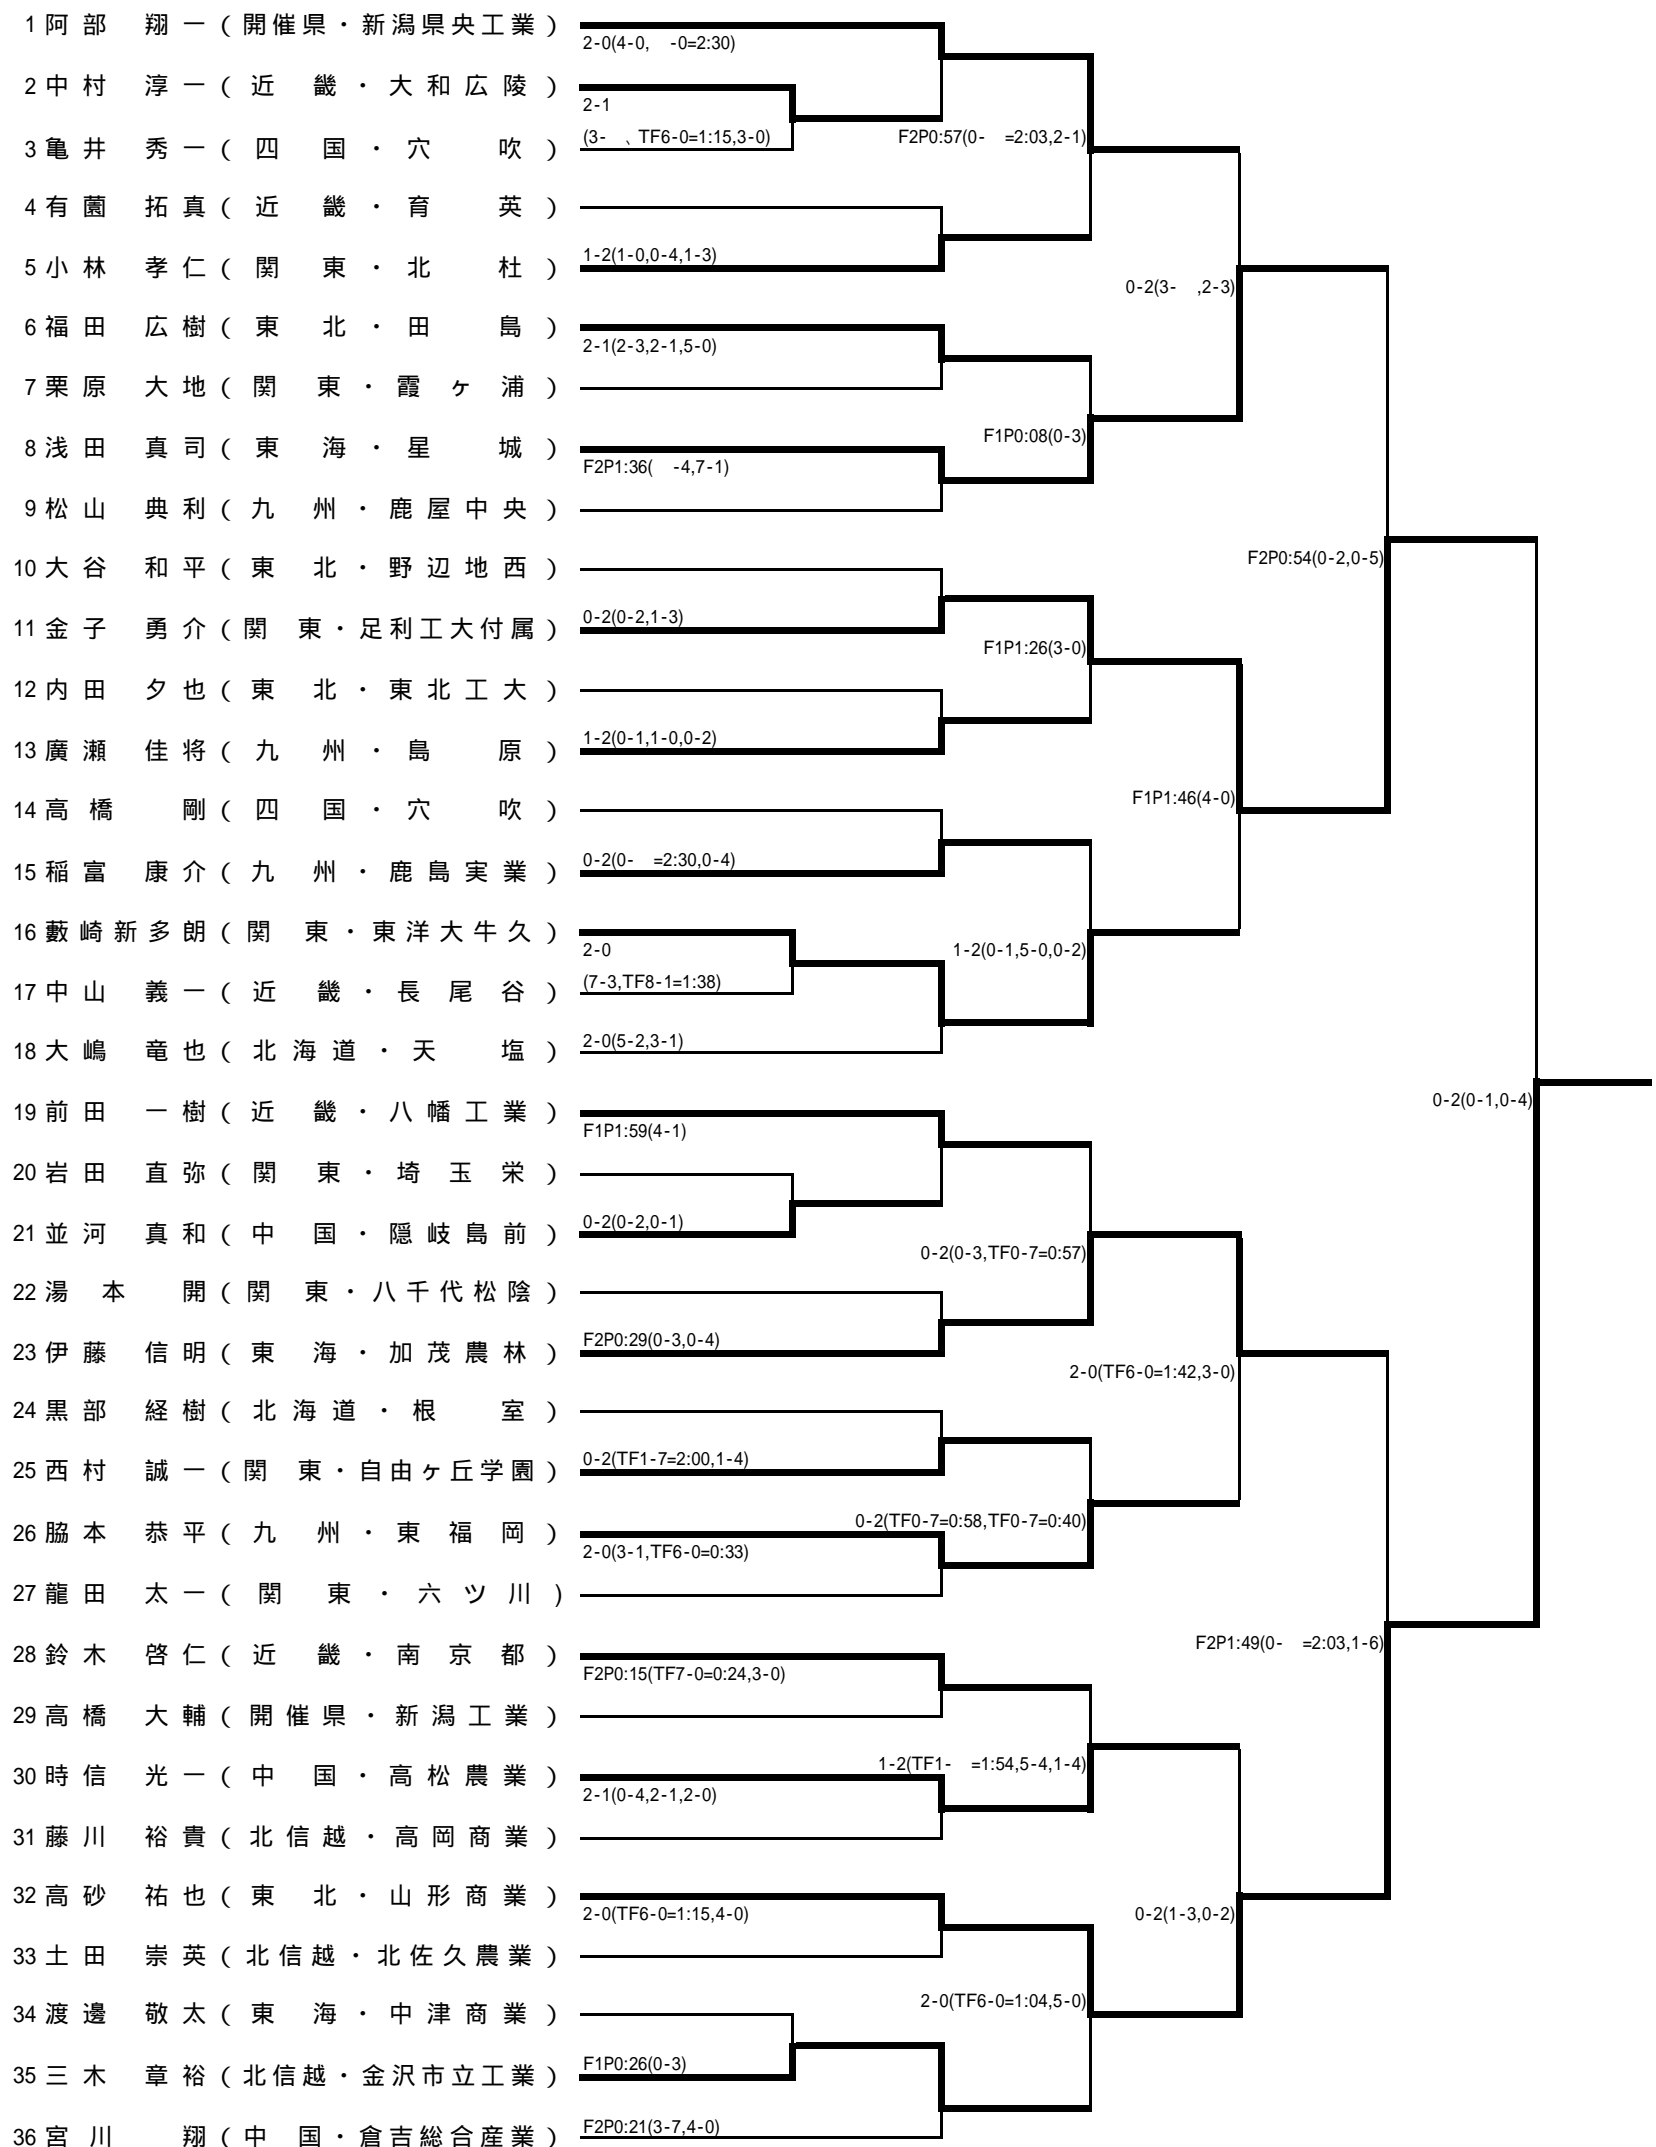 1 阿部 翔一 (開催県・新潟県央工業)
2-0(4-0, -0=2:30)
2 中村 淳一 (近畿・大和広陵)
2-1
(3- 、TF6-0=1:15,3-0)
F2P0:57(0- =2:03,2-1)
3 亀井 秀一 (四国・穴吹)
4 有薗 拓真 (近畿・育英)
1-2(1-0,0-4,1-3)
5 小林 孝仁 (関東・北杜)
0-2(3- ,2-3)
6 福田 広樹 (東北・田島)
2-1(2-3,2-1,5-0)
7 栗原 大地 (関東・霞ヶ浦)
F1P0:08(0-3)
8 浅田 真司 (東海・星城)
F2P1:36( -4,7-1)
9 松山 典利 (九州・鹿屋中央)
F2P0:54(0-2,0-5)
10 大谷 和平 (東北・野辺地西)
0-2(0-2,1-3)
11 金子 勇介 (関東・足利工大付属)
F1P1:26(3-0)
12 内田 夕也 (東北・東北工大)
1-2(0-1,1-0,0-2)
13 廣瀬 佳将 (九州・島原)
F1P1:46(4-0)
14 高橋 剛 (四国・穴吹)
0-2(0- =2:30,0-4)
15 稲富 康介 (九州・鹿島実業)
16 藪崎新多朗 (関東・東洋大牛久)
2-0
1-2(0-1,5-0,0-2)
(7-3,TF8-1=1:38)
17 中山 義一 (近畿・長尾谷)
2-0(5-2,3-1)
18 大嶋 竜也 (北海道・天塩)
0-2(0-1,0-4)
19 前田 一樹 (近畿・八幡工業)
F1P1:59(4-1)
20 岩田 直弥 (関東・埼玉栄)
0-2(0-2,0-1)
21 並河 真和 (中国・隠岐島前)
0-2(0-3,TF0-7=0:57)
22 湯本 開 (関東・八千代松陰)
F2P0:29(0-3,0-4)
23 伊藤 信明 (東海・加茂農林)
2-0(TF6-0=1:42,3-0)
24 黒部 経樹 (北海道・根室)
0-2(TF1-7=2:00,1-4)
25 西村 誠一 (関東・自由ヶ丘学園)
0-2(TF0-7=0:58,TF0-7=0:40)
26 脇本 恭平 (九州・東福岡)
2-0(3-1,TF6-0=0:33)
27 龍田 太一 (関東・六ツ川)
F2P1:49(0- =2:03,1-6)
28 鈴木 啓仁 (近畿・南京都)
F2P0:15(TF7-0=0:24,3-0)
29 高橋 大輔 (開催県・新潟工業)
1-2(TF1- =1:54,5-4,1-4)
30 時信 光一 (中国・高松農業)
2-1(0-4,2-1,2-0)
31 藤川 裕貴 (北信越・高岡商業)
32 高砂 祐也 (東北・山形商業)
2-0(TF6-0=1:15,4-0)
0-2(1-3,0-2)
33 土田 崇英 (北信越・北佐久農業)
2-0(TF6-0=1:04,5-0)
34 渡邊 敬太 (東海・中津商業)
F1P0:26(0-3)
35 三木 章裕 (北信越・金沢市立工業)
F2P0:21(3-7,4-0)
36 宮川 翔 (中国・倉吉総合産業)